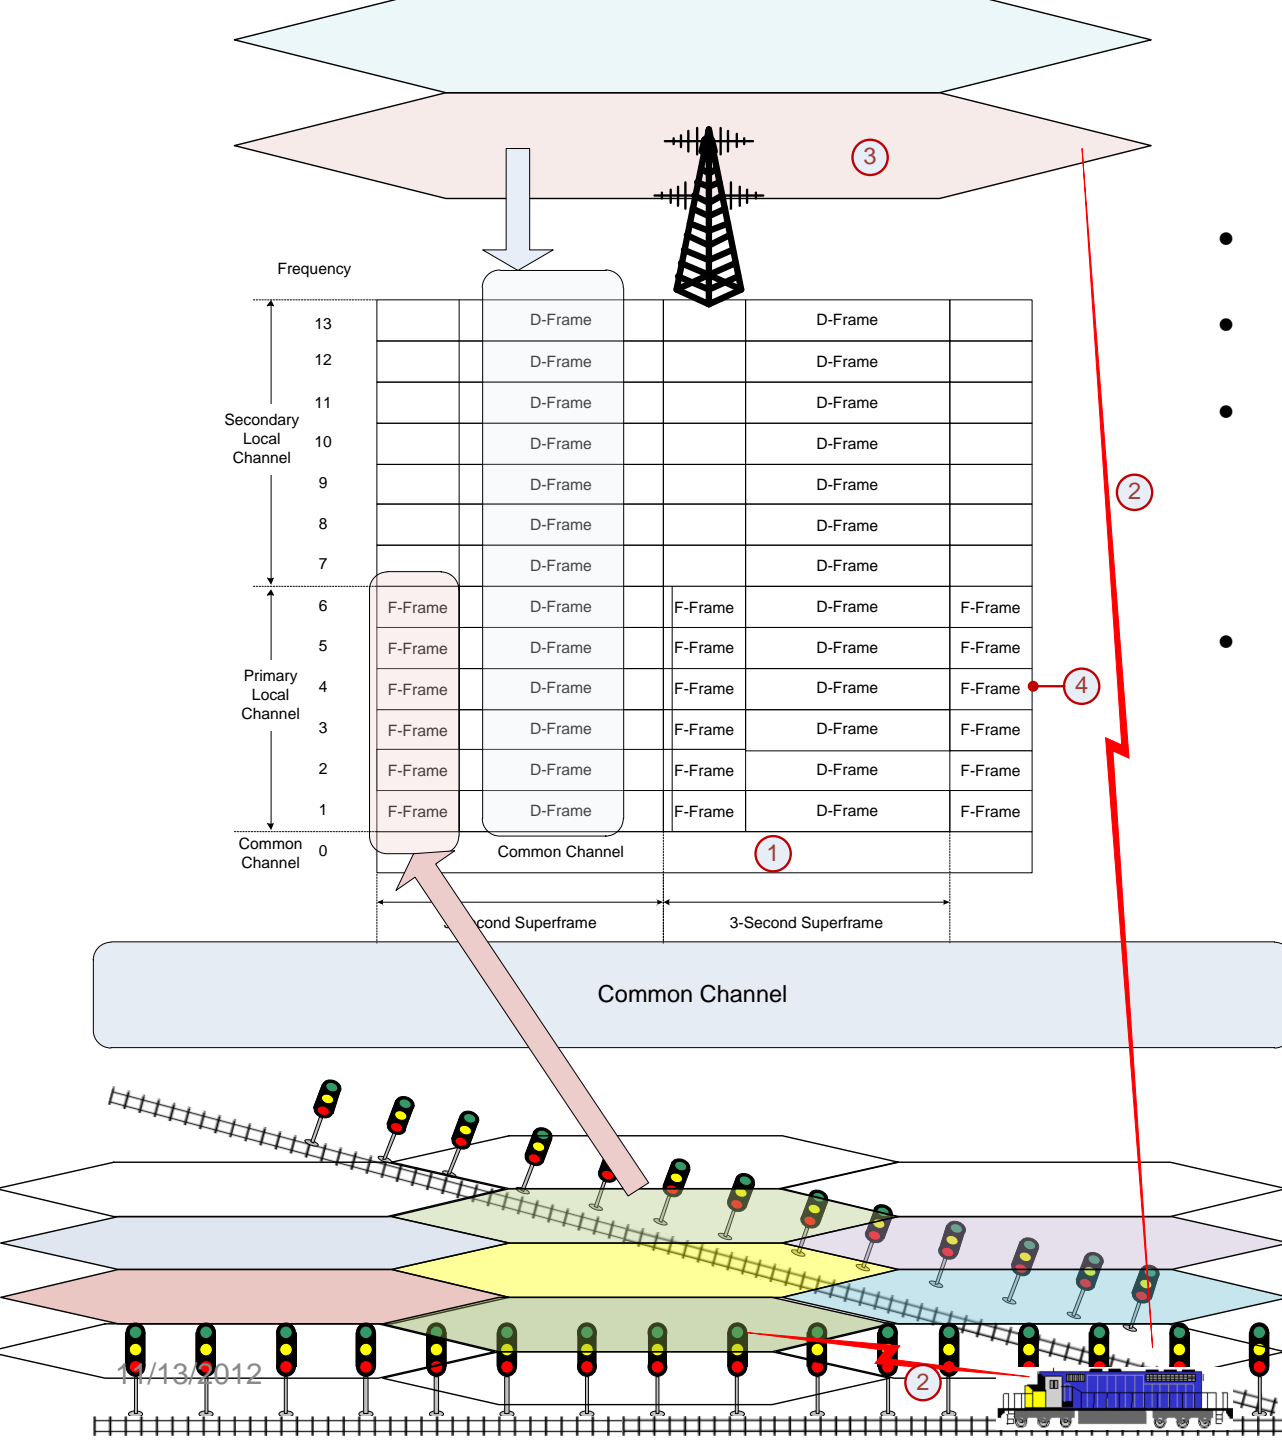 3
Frequency
13 D-Frame D-Frame
12 D-Frame D-Frame
11 D-Frame D-Frame
Secondary
Local
Channel
10 D-Frame D-Frame
9 D-Frame D-Frame
2
8 D-Frame D-Frame
7 D-Frame D-Frame
6 F-Frame D-Frame F-Frame D-Frame F-Frame
5 F-Frame D-Frame F-Frame D-Frame F-Frame
Primary
Local
Channel
4 F-Frame D-Frame F-Frame D-Frame F-Frame 4
3 F-Frame D-Frame F-Frame D-Frame F-Frame
2 F-Frame D-Frame F-Frame D-Frame F-Frame
1 F-Frame D-Frame F-Frame D-Frame F-Frame
Common
Channel
0 Common Channel 1
Superframe 3-Second Superframe
Common Channel
11/13/2012
2